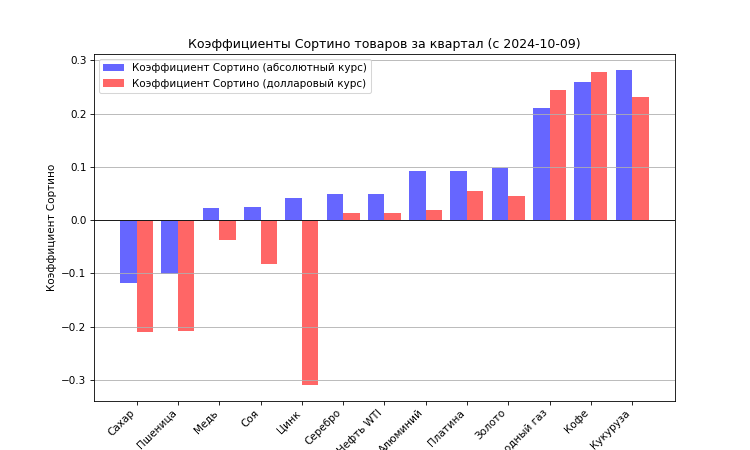 Коэффициенты Сортино товаров за квартал (с 2024-10-09)
Коэффициент Сортино (абсолютный курс)
Коэффициент Сортино (долларовый курс)
Коэффициент Сортино
0.3
0.2
0.1
0.0
−0.1
−0.2
−0.3
Сахар
Пшеница
Медь
Соя
Цинк
Серебро
Нефть WTI
Алюминий
Платина
Золото
одный газ
Кофе
Кукуруза